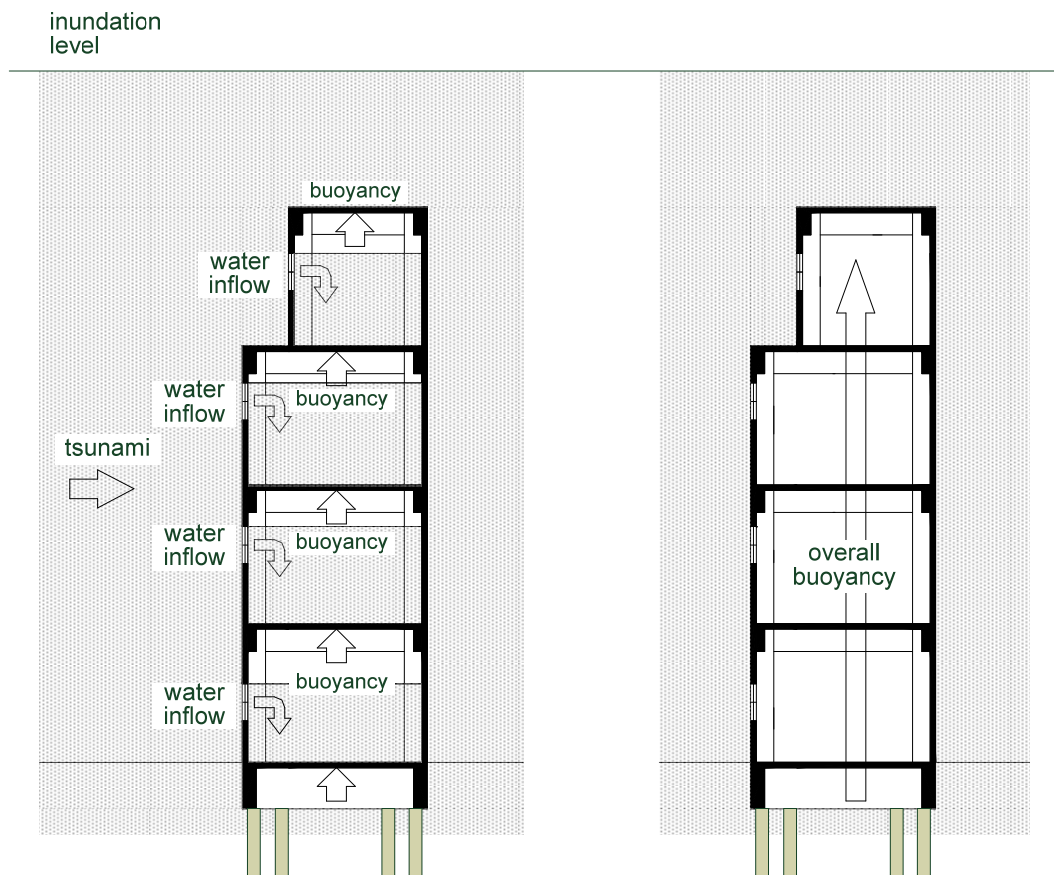 inundation
level
buoyancy
water
inflow
water
inflow
buoyancy
tsunami
water
inflow
buoyancy
overall
buoyancy
water
inflow
buoyancy